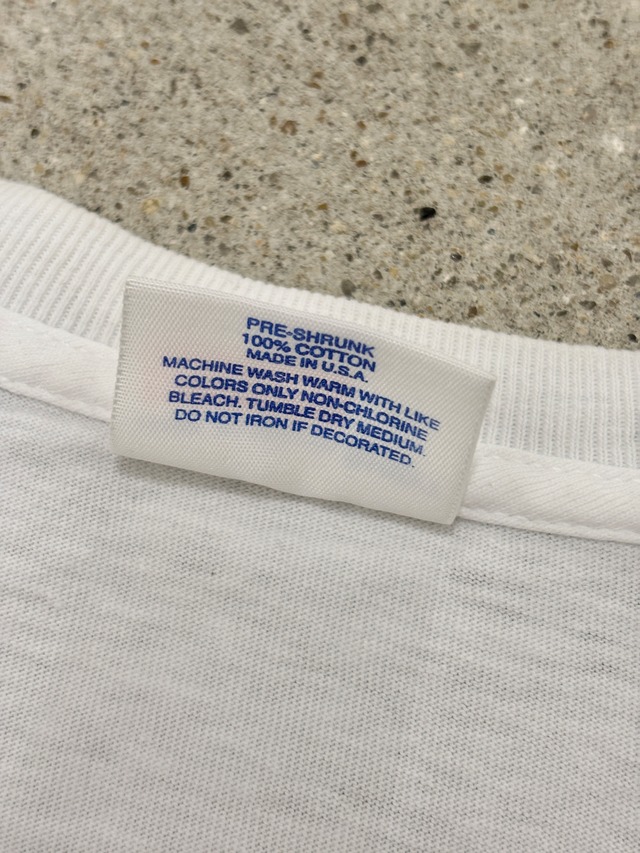 PRE-SHRUNK
100% COTTON
MADE IN U.S.A.
MACHINE WASH WARM WITH LIKE
COLORS ONLY NON-CHLORINE
BLEACH. TUMBLE DRY MEDIUM.
DO NOT IRON IF DECORATED.